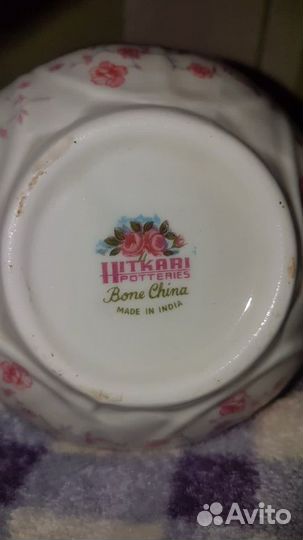 H
HITKARI
POTTERIES
Bone China
MADE IN INDIA
Avito